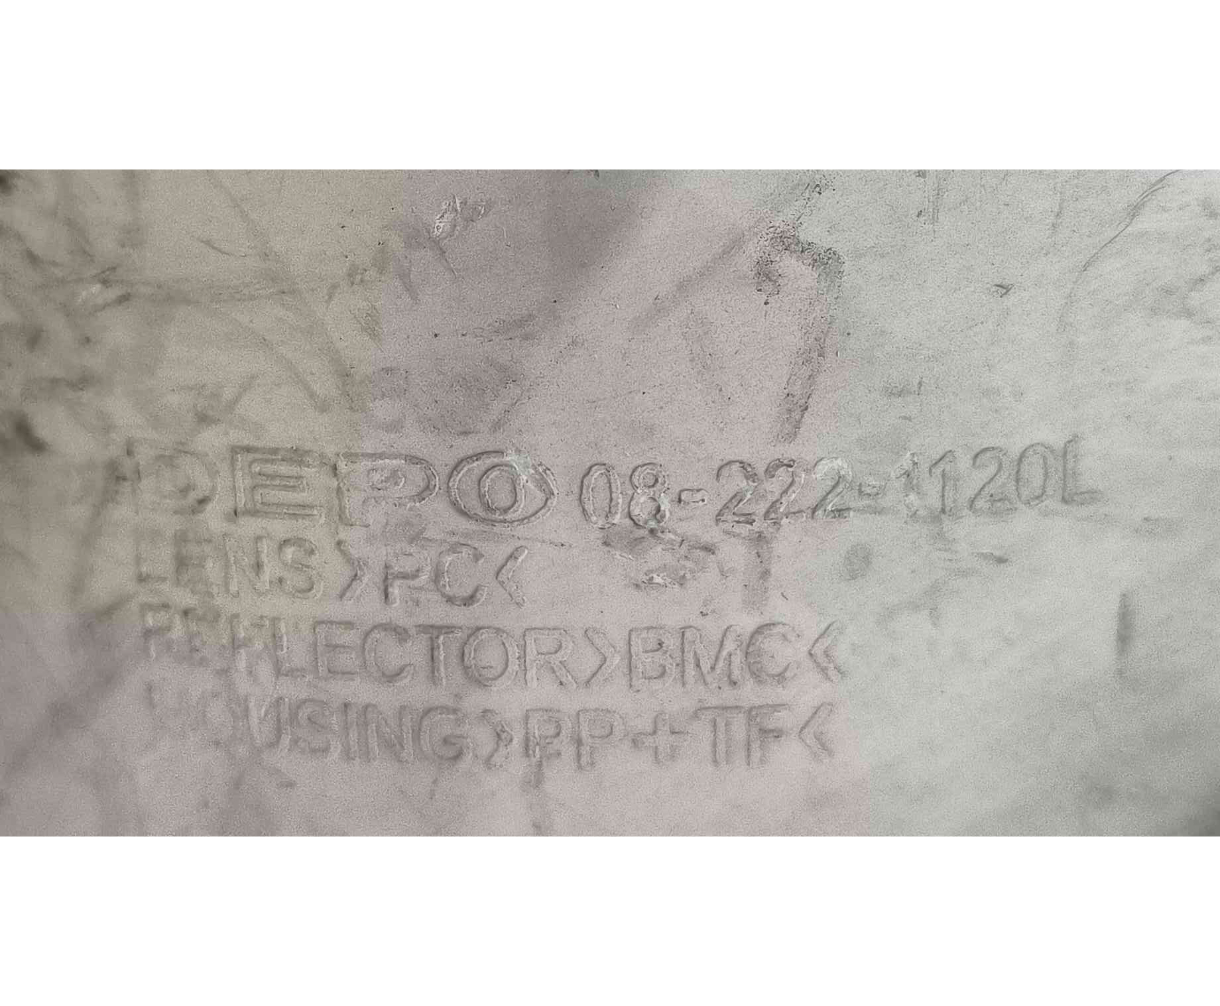 DEPO 08-222-1120L
LENS>PC<
REFLECTOR>BMC<
HOUSING>PP+TF<